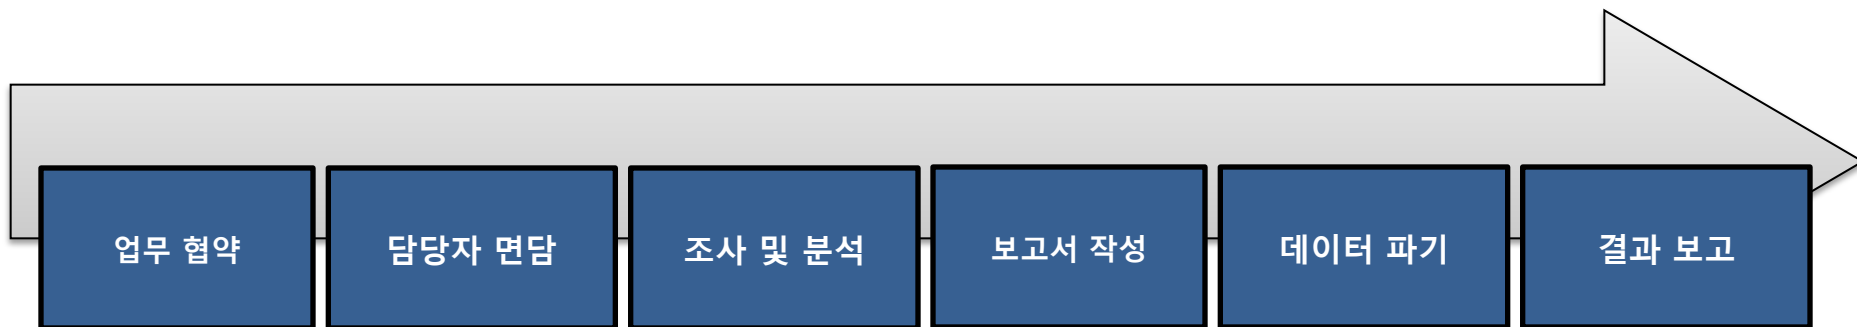 업무 협약
담당자 면담
조사 및 분석
보고서 작성
데이터 파기
결과 보고